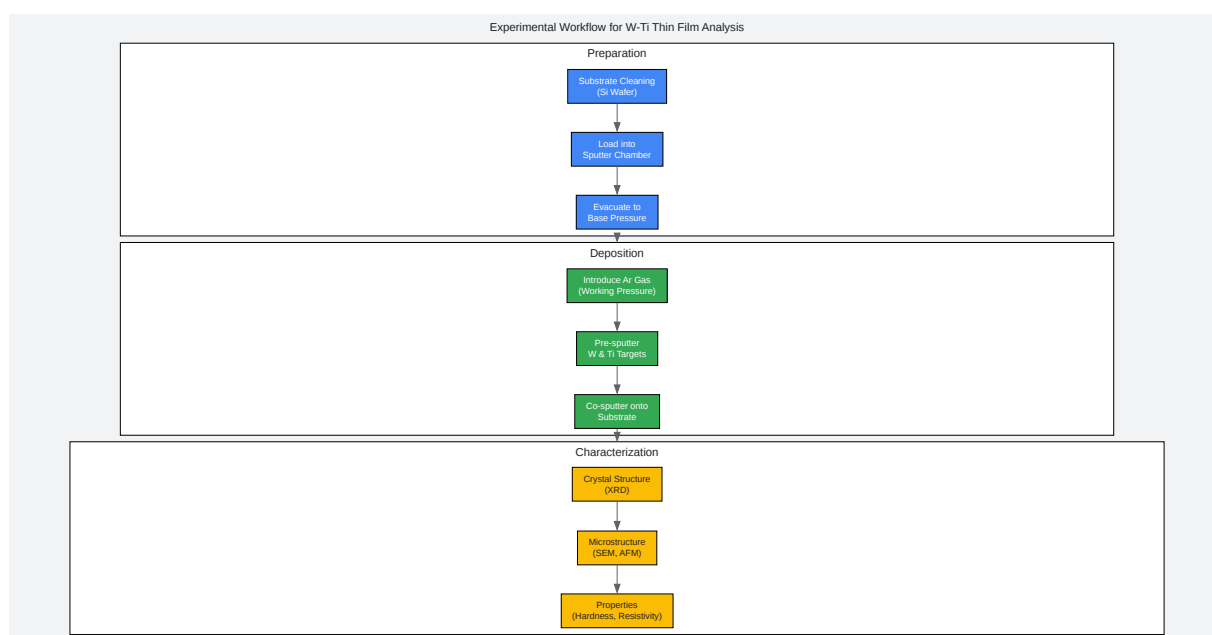 Experimental Workflow for W-Ti Thin Film Analysis
Preparation
Substrate Cleaning
(Si Wafer)
Load into
Sputter Chamber
Evacuate to
Base Pressure
Deposition
Introduce Ar Gas
(Working Pressure)
Pre-sputter
W & Ti Targets
Co-sputter onto
Substrate
Characterization
Crystal Structure
(XRD)
Microstructure
(SEM, AFM)
Properties
(Hardness, Resistivity)